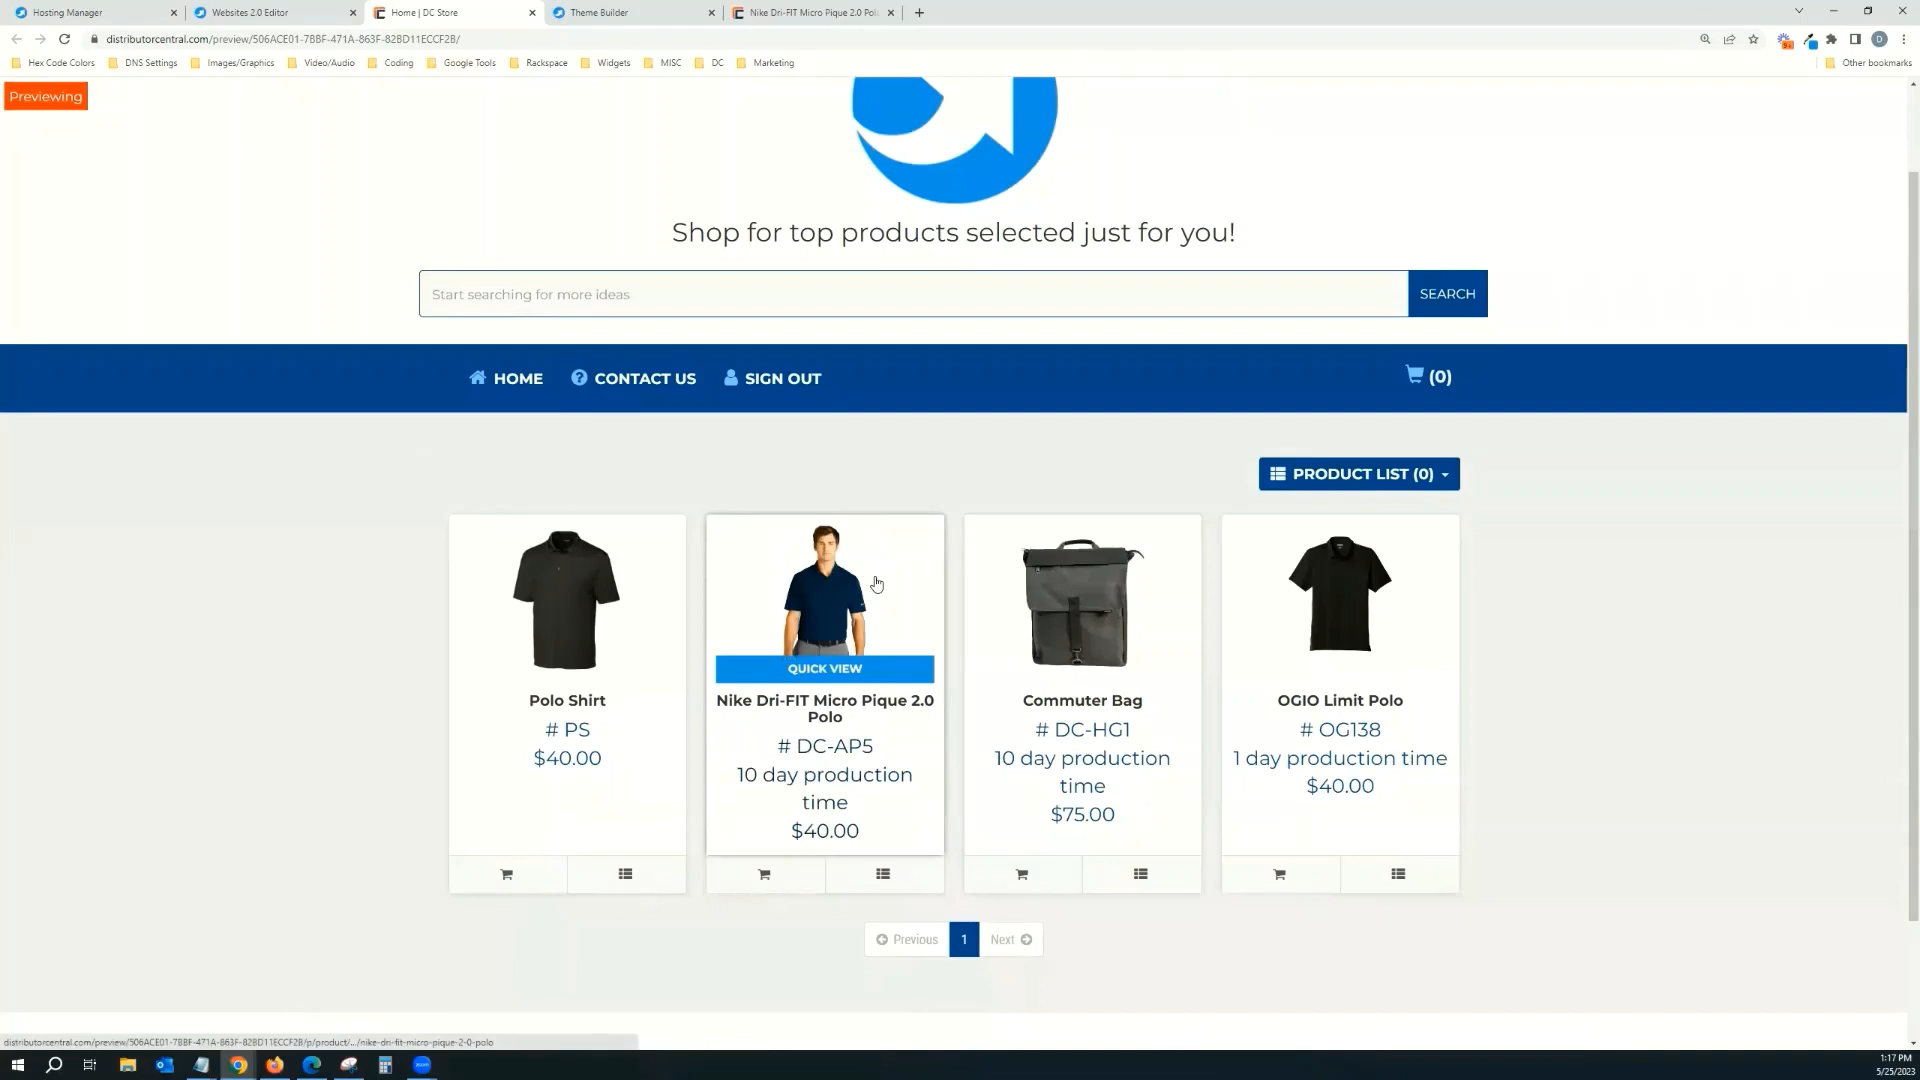 Hosting Manager
Websites 2.0 Editor
Home | DC Store
Theme Builder
Nike Dri-FIT Micro Pique 2.0 Pol
distributorcentral.com/preview/506ACE01-7BBF-471A-863F-82BD11ECCF2B/
Hex Code Colors
DNS Settings
Images/Graphics
Video/Audio
Coding
Google Tools
Rackspace
Widgets
MISC
DC
Marketing
Other bookmarks
Previewing
Shop for top products selected just for you!
Start searching for more ideas
SEARCH
HOME
CONTACT US
SIGN OUT
(0)
PRODUCT LIST (0)
Polo Shirt
# PS
$40.00
QUICK VIEW
Nike Dri-FIT Micro Pique 2.0
Polo
# DC-AP5
10 day production
time
$40.00
Commuter Bag
# DC-HG1
10 day production
time
$75.00
OGIO Limit Polo
# OG138
1 day production time
$40.00
Previous
1
Next
distributorcentral.com/preview/506ACE01-7BBF-471A-863F-82BD11ECCF2B/p/product/.../nike-dri-fit-micro-pique-2-0-polo
1:17 PM
5/25/2023